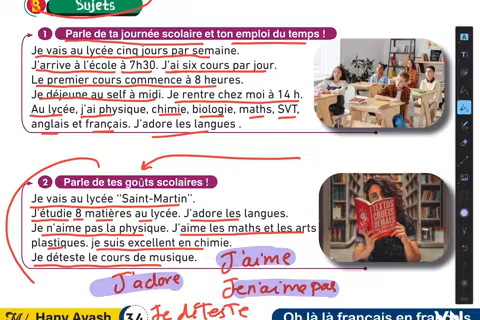 8
Sujets
1 Parle de ta journée scolaire et ton emploi du temps !
Je vais au lycée cinq jours par semaine.
J'arrive à l'école à 7h30. J'ai six cours par jour.
Le premier cours commence à 8 heures.
Je déjeune au self à midi. Je rentre chez moi à 14 h.
Au lycée, j'ai physique, chimie, biologie, maths, SVT,
anglais et français. J'adore les langues .
2 Parle de tes goûts scolaires !
Je vais au lycée "Saint-Martin".
J'étudie 8 matières au lycée. J'adore les langues.
Je n'aime pas la physique. J'aime les maths et les arts
plastiques. je suis excellent en chimie.
Je déteste le cours de musique.
TEXTOS CRUELES
J'aime
J'adore
Je n'aime pas
Je déteste
Hany Ayash
34
Oh là là français en français
VN